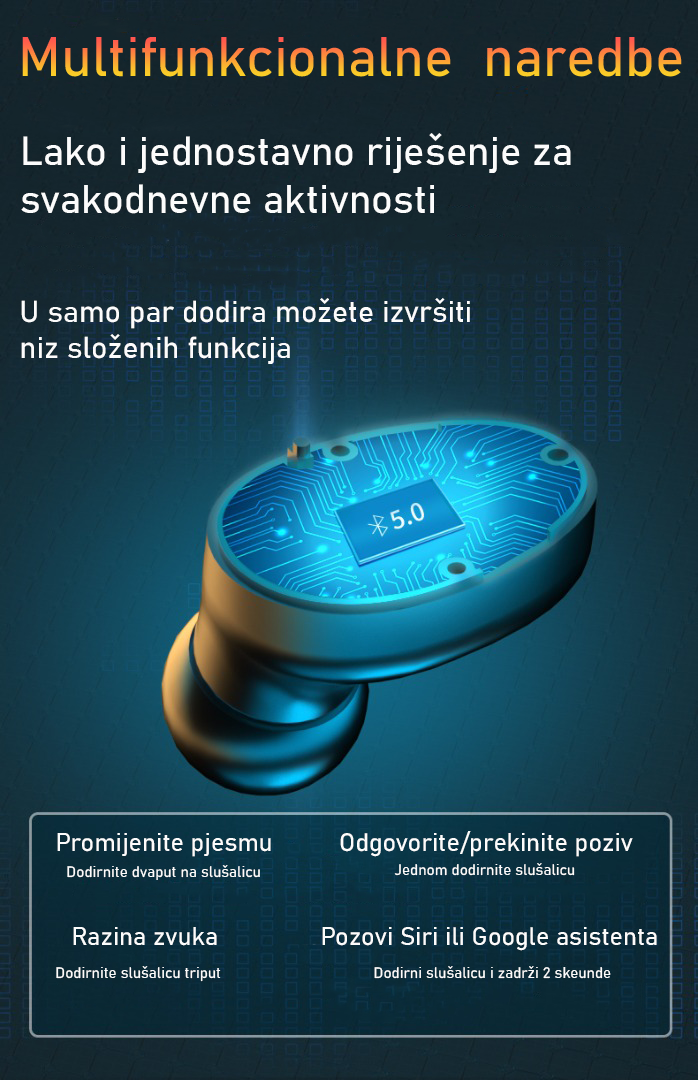 Multifunkcionalne naredbe
Lako i jednostavno riješenje za
svakodnevne aktivnosti
U samo par dodira možete izvršiti
niz složenih funkcija
5.0
Promijenite pjesmu
Dodirnite dvaput na slušalicu
Odgovorite/prekinite poziv
Jednom dodirnite slušalicu
Razina zvuka
Dodirnite slušalicu triput
Pozovi Siri ili Google asistenta
Dodirni slušalicu i zadrži 2 skeunde